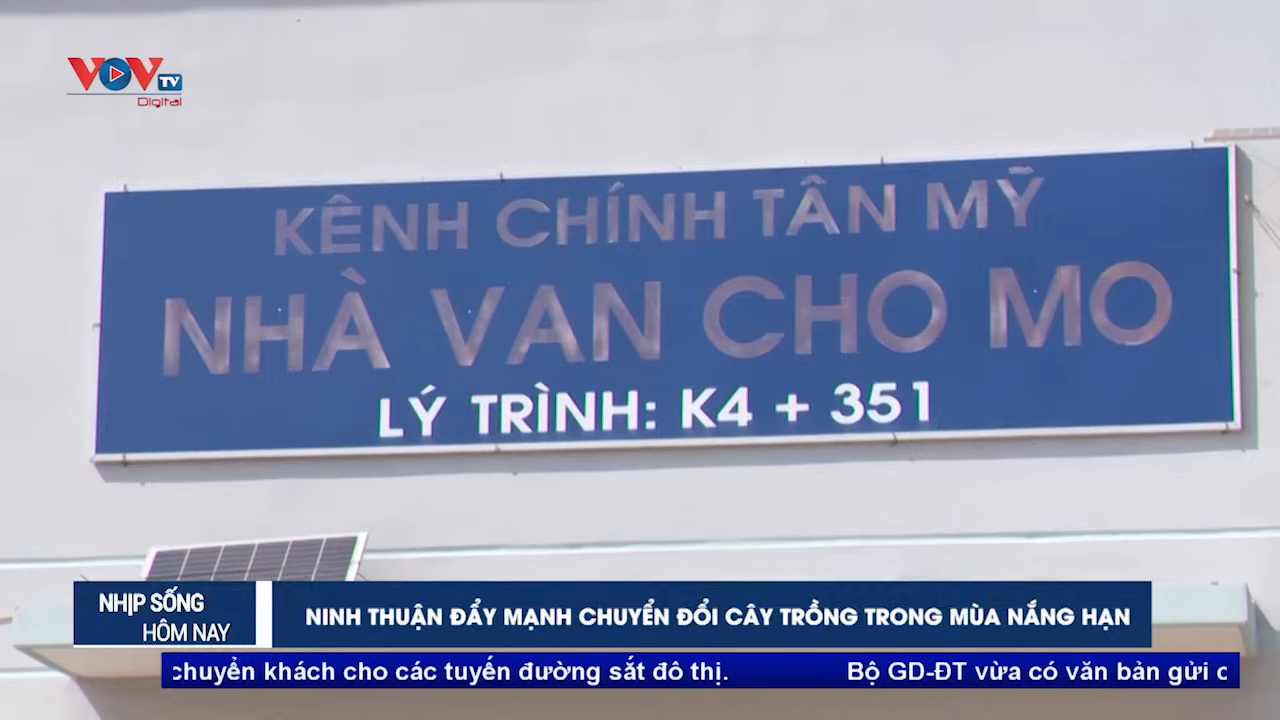 VOV TV
Digital
KÊNH CHÍNH TÂN MỸ
NHÀ VAN CHO MO
LÝ TRÌNH: K4 + 351
NHỊP SỐNG
HÔM NAY
NINH THUẬN ĐẨY MẠNH CHUYỂN ĐỔI CÂY TRỒNG TRONG MÙA NẮNG HẠN
chuyển khách cho các tuyến đường sắt đô thị. Bộ GD-ĐT vừa có văn bản gửi